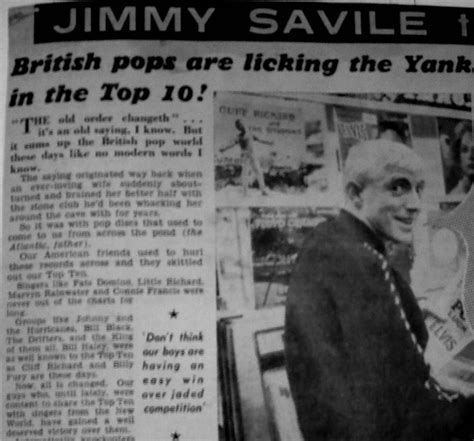 JIMMY SAVILE t
British pops are licking the Yank
in the Top 10!
"THE old order changeth" . . .
it's an old saying, I know. But
it sums up the British pop world
these days like no modern words I
know.
The saying originated way back when
an ever-loving wife suddenly about-
turned and brained her better half with
the stone club he'd been whacking her
around the cave with for years.
So it was with pop discs that used to
come to us from across the pond (the
Atlantic, father).
Our American friends used to hurl
these records across and they skittled
out our Top Ten.
Singers like Fats Domino, Little Richard,
Marvyn Rainwater and Connie Francis were
never out of the charts for
long.
Groups like Johnny and
the Hurricanes, Bill Black,
The Drifters, and the King
of them all, Bill Haley, were
as well known to the Top Ten
as Cliff Richard and Billy
Fury are these days.
Now, all is changed. Our
guys who, until lately, were
content to share the Top Ten
with singers from the New
World, have gained a well
deserved victory over them.
'Don't think
our boys are
having an
easy win
over jaded
competition'
CLIFF RICHARD
ELVIS